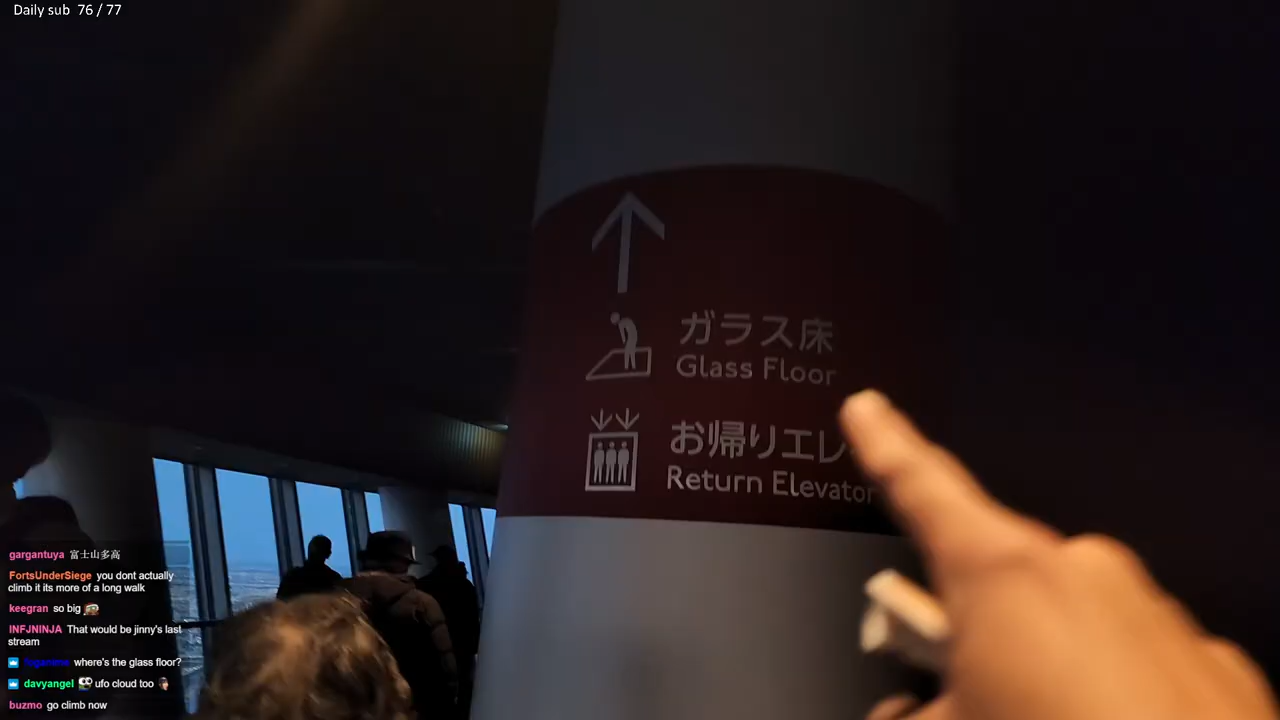 Daily sub 76 / 77
ガラス床
Glass Floor
お帰りエレ
Return Elevator
gargantuya 富士山多高
FortsUnderSiege you dont actually
climb it its more of a long walk
keegran so big
INFJNINJA That would be jinny's last
stream
where's the glass floor?
davyangel ufo cloud too
buzmo go climb now